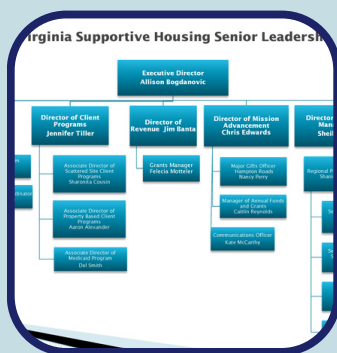 irginia Supportive Housing Senior Leadersh
Executive Director
Allison Bogdanovic
Director of Client
Programs
Jennifer Tiller
Director of
Revenue Jim Banta
Director of Mission
Advancement
Chris Edwards
Director
Mana
Sheil
Associate Director of
Scattered Site Client
Programs
Sharonita Cousin
Associate Director of
Property Based Client
Programs
Aaron Alexander
Associate Director of
Medicaid Program
Del Smith
Grants Manager
Felecia Motteler
Major Gifts Officer
Hampton Roads
Nancy Perry
Manager of Annual Funds
and Grants
Caitlin Reynolds
Communications Officer
Kate McCarthy
Regional P
Shane